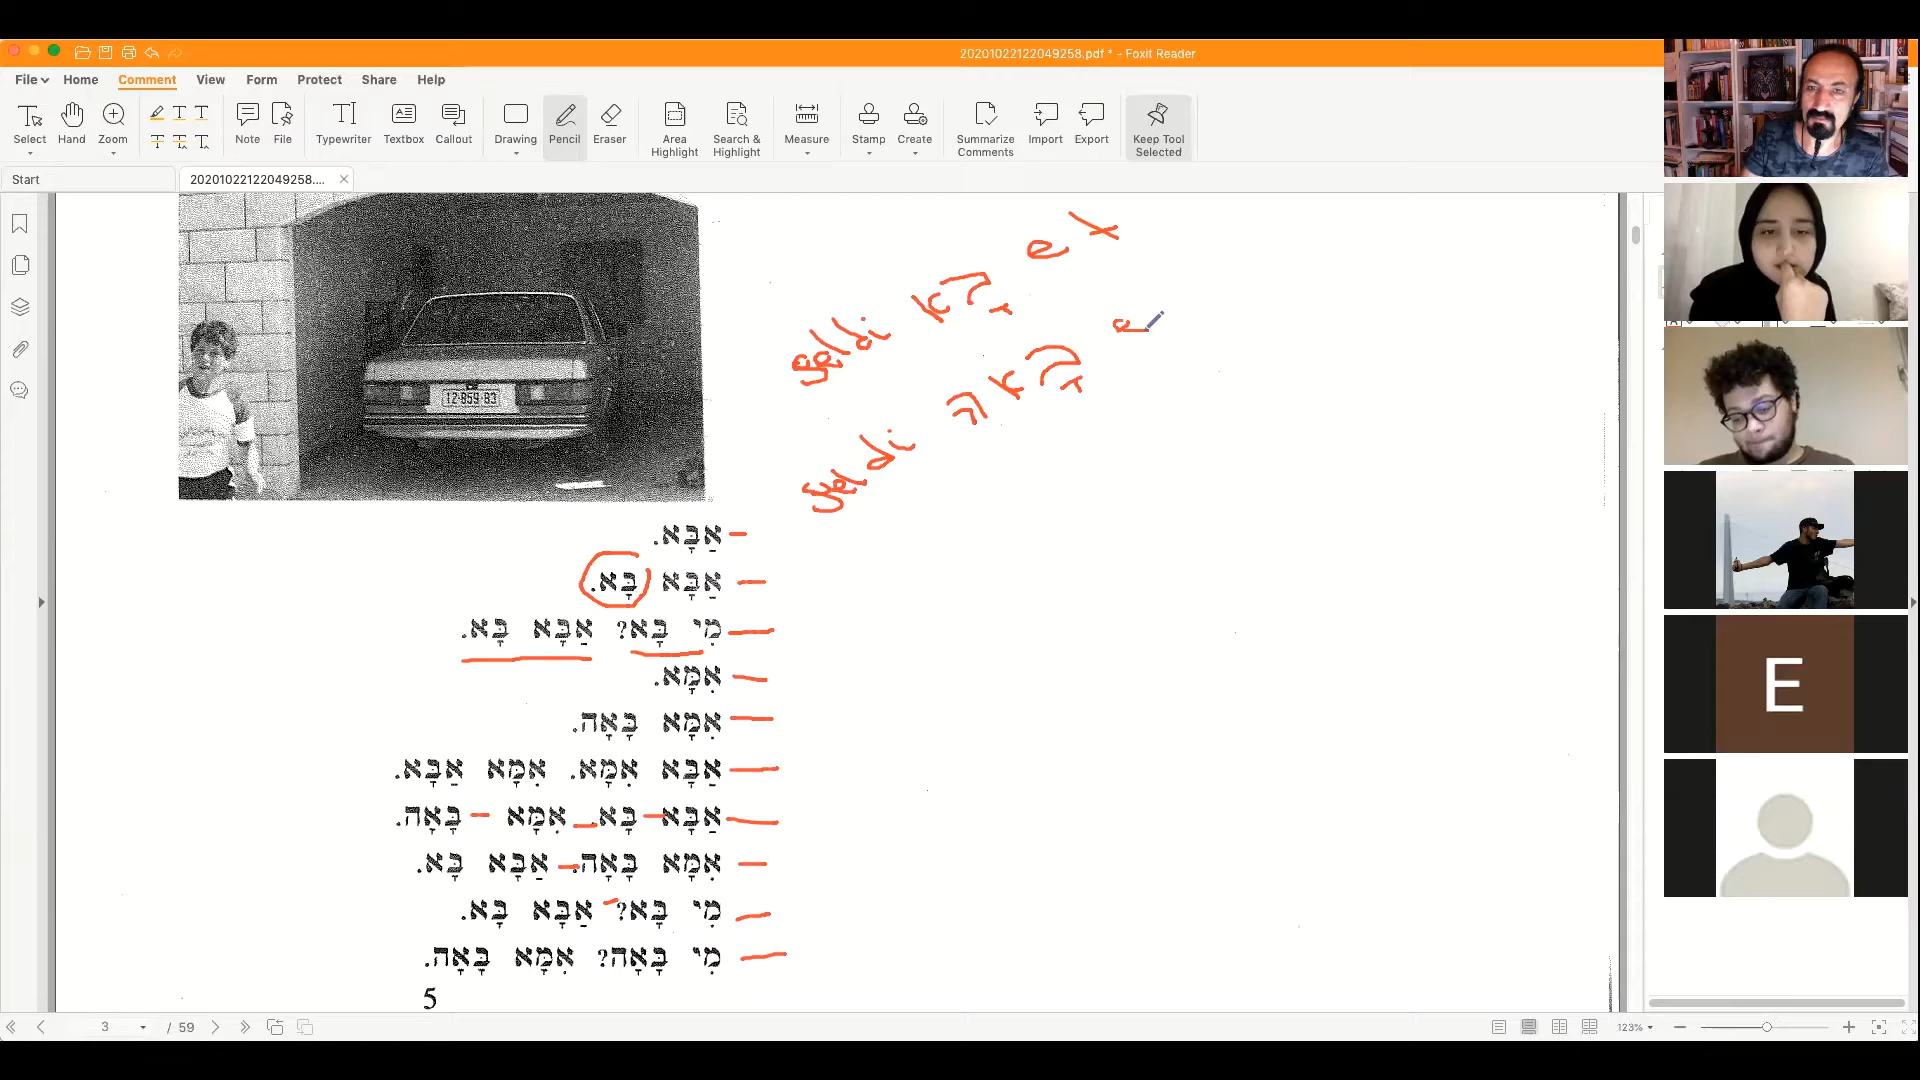 20201022122049258.pdf * - Foxit Reader
File Home Comment View Form Protect Share Help
Select Hand Zoom Note File Typewriter Textbox Callout Drawing Pencil Eraser Area Highlight Search & Highlight Measure Stamp Create Summarize Comments Import Export Keep Tool Selected
Start 20201022122049258....
12-859-83
geldi בָּא
geldi בָּאָה
אַבָּא.
אַבָּא בָּא.
מִי בָּא? אַבָּא בָּא.
אִמָּא.
אִמָּא בָּאָה.
אַבָּא אִמָּא. אִמָּא אַבָּא.
אַבָּא בָּא. אִמָּא בָּאָה.
אִמָּא בָּאָה. אַבָּא בָּא.
מִי בָּא? אַבָּא בָּא.
מִי בָּאָה? אִמָּא בָּאָה.
5
3 / 59
123%
E